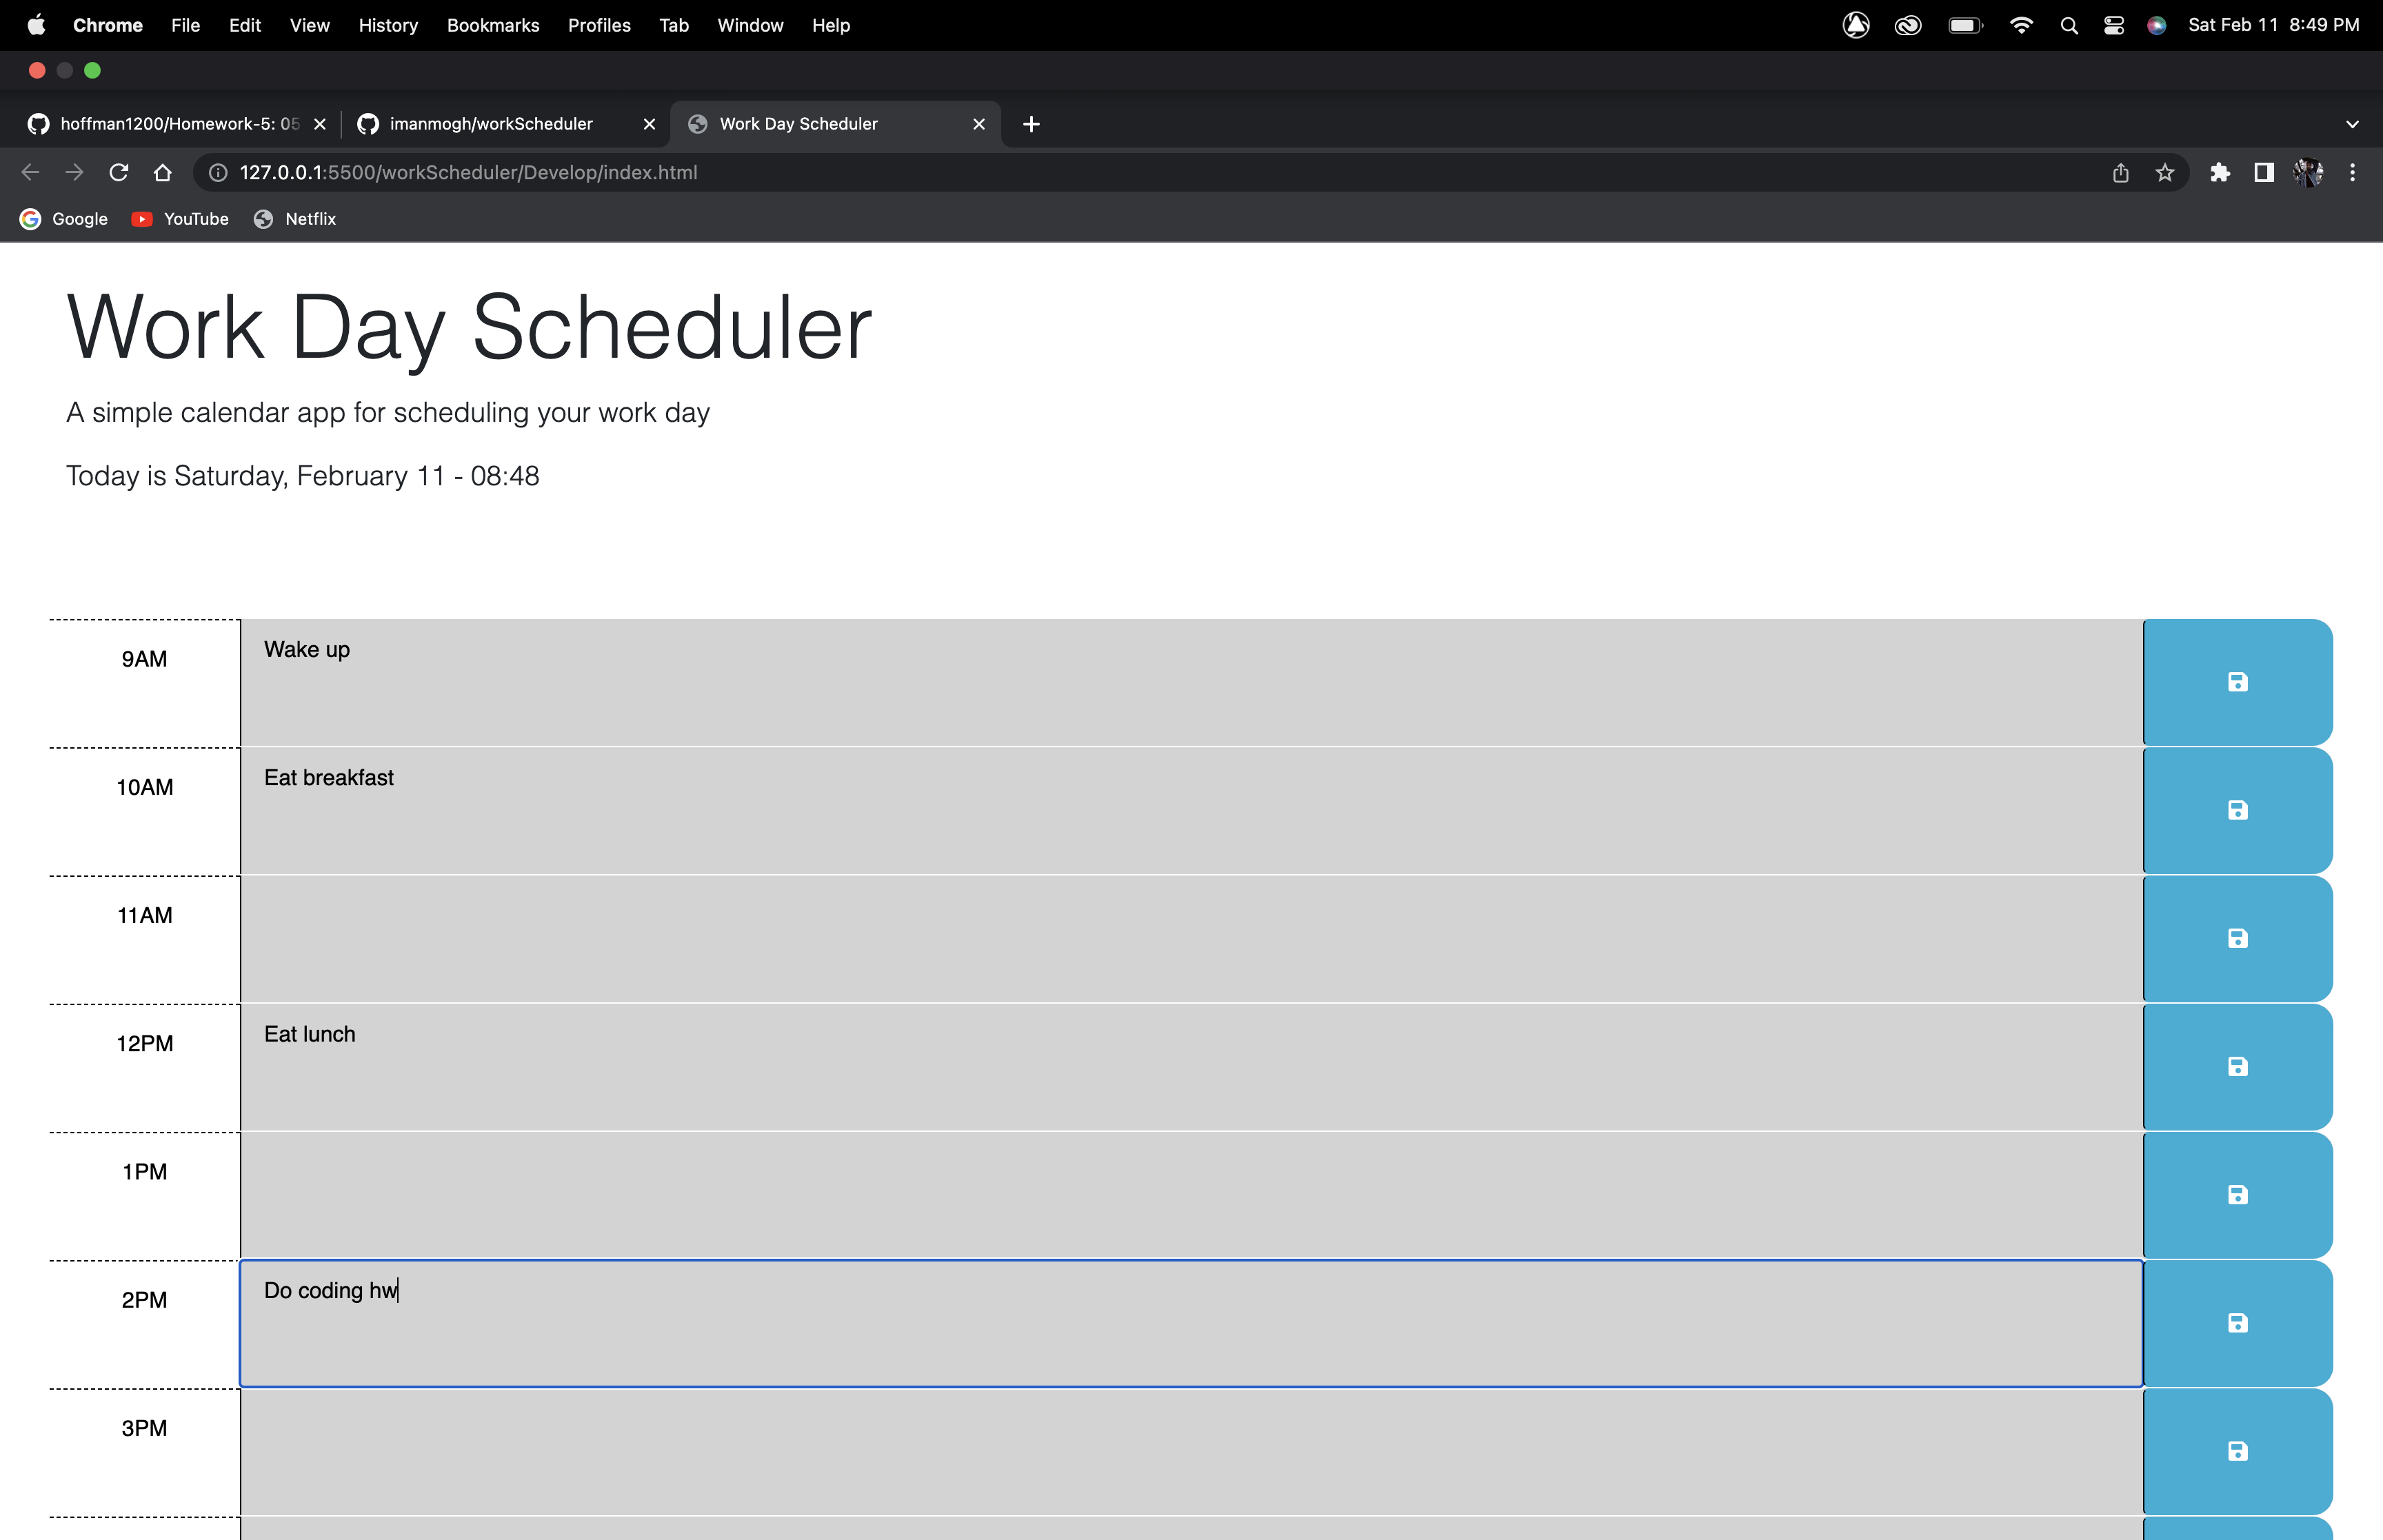 Chrome File Edit View History Bookmarks Profiles Tab Window Help Sat Feb 11 8:49 PM
hoffman1200/Homework-5: 05 imanmogh/workScheduler Work Day Scheduler
127.0.0.1:5500/workScheduler/Develop/index.html
Google YouTube Netflix
Work Day Scheduler
A simple calendar app for scheduling your work day
Today is Saturday, February 11 - 08:48
9AM Wake up
10AM Eat breakfast
11AM
12PM Eat lunch
1PM
2PM Do coding hw
3PM